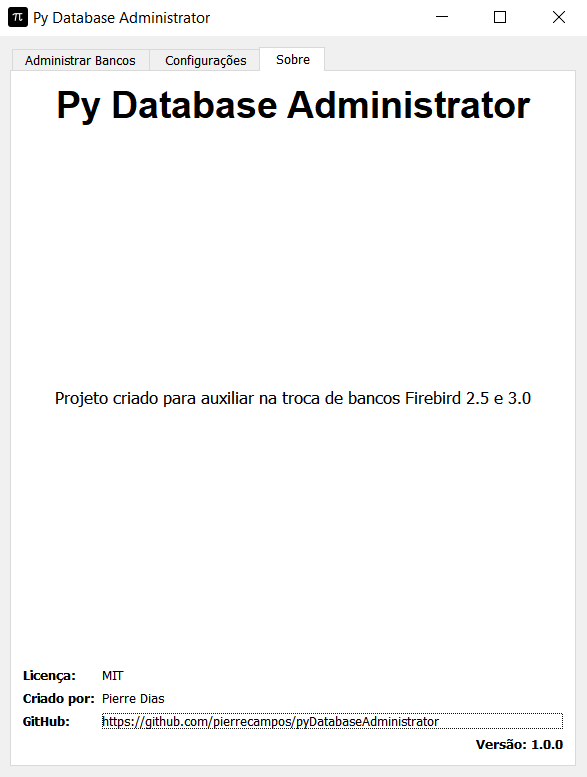 Py Database Administrator
Administrar Bancos Configurações Sobre
Py Database Administrator
Projeto criado para auxiliar na troca de bancos Firebird 2.5 e 3.0
Licença: MIT
Criado por: Pierre Dias
GitHub: https://github.com/pierrecampos/pyDatabaseAdministrator
Versão: 1.0.0